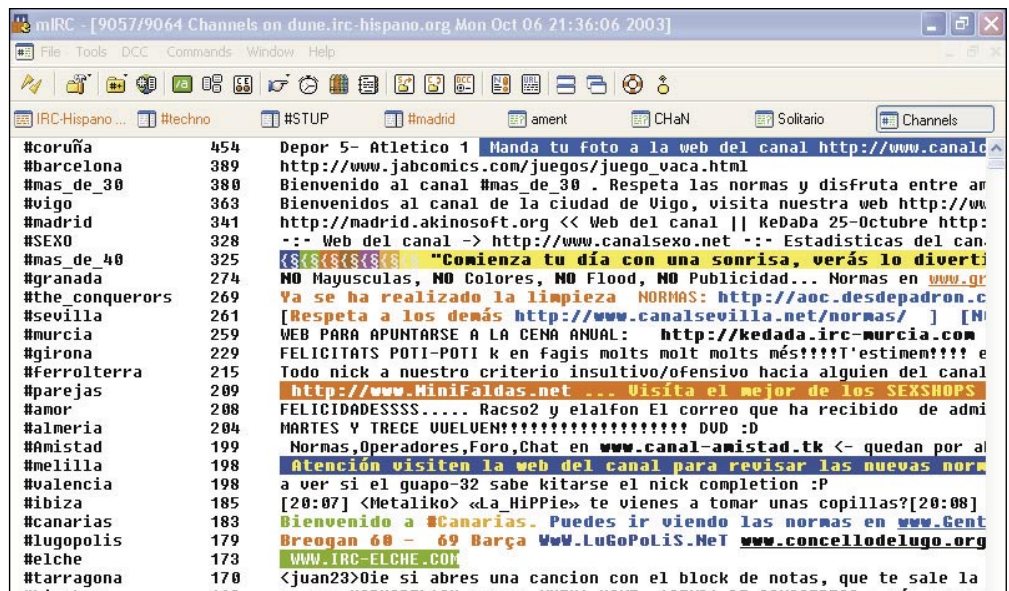 mIRC - [9057/9064 Channels on dune.irc-hispano.org Mon Oct 06 21:36:06 2003]
File Tools DCC Commands Window Help
IRC-Hispano ... #techno #STUP #madrid ament CHaN Solitario Channels
#coruña 454 Depor 5- Atletico 1 Manda tu foto a la web del canal http://www.canalc
#barcelona 389 http://www.jabcomics.com/juegos/juego_vaca.html
#mas_de_30 380 Bienvenido al canal #mas_de_30 . Respeta las normas y disfruta entre am
#vigo 363 Bienvenidos al canal de la ciudad de Vigo, visita nuestra web http://ww
#madrid 341 http://madrid.akinosoft.org << Web del canal || KeDaDa 25-Octubre http:
#SEXO 328 -:- Web del canal -> http://www.canalsexo.net -:- Estadisticas del can
#mas_de_40 325 {§{§{§{§{§{§{§ "Comienza tu día con una sonrisa, verás lo diverti
#granada 274 NO Mayusculas, NO Colores, NO Flood, NO Publicidad... Normas en www.gr
#the_conquerors 269 Ya se ha realizado la limpieza NORMAS: http://aoc.desdepadron.c
#sevilla 261 [Respeta a los demás http://www.canalsevilla.net/normas/ ] [N
#murcia 259 WEB PARA APUNTARSE A LA CENA ANUAL: http://kedada.irc-murcia.com
#girona 229 FELICITATS POTI-POTI k en fagis molts molt molts més!!!!T'estimem!!!! e
#ferrolterra 215 Todo nick a nuestro criterio insultivo/ofensivo hacia alguien del canal
#parejas 209 http://www.MiniFaldas.net ... Visíta el mejor de los SEXSHOPS
#amor 208 FELICIDADESSSS..... Racso2 y elalfon El correo que ha recibido de admi
#almeria 204 MARTES Y TRECE VUELVEN!!!!!!!!!!!!!!!!!!! DVD :D
#Amistad 199 Normas,Operadores,Foro,Chat en www.canal-amistad.tk <- quedan por al
#melilla 198 Atención visiten la web del canal para revisar las nuevas norm
#valencia 198 a ver si el guapo-32 sabe kitarse el nick completion :P
#ibiza 185 [20:07] <Metaliko> «La_HiPPie» te vienes a tomar unas copillas?[20:08]
#canarias 183 Bienvenido a #Canarias. Puedes ir viendo las normas en www.Gent
#lugopolis 179 Breogan 60 - 69 Barça WwW.LuGoPoLiS.NeT www.concellodelugo.org
#elche 173 WWW.IRC-ELCHE.COM
#tarragona 170 <juan23>Oie si abres una cancion con el block de notas, que te sale la